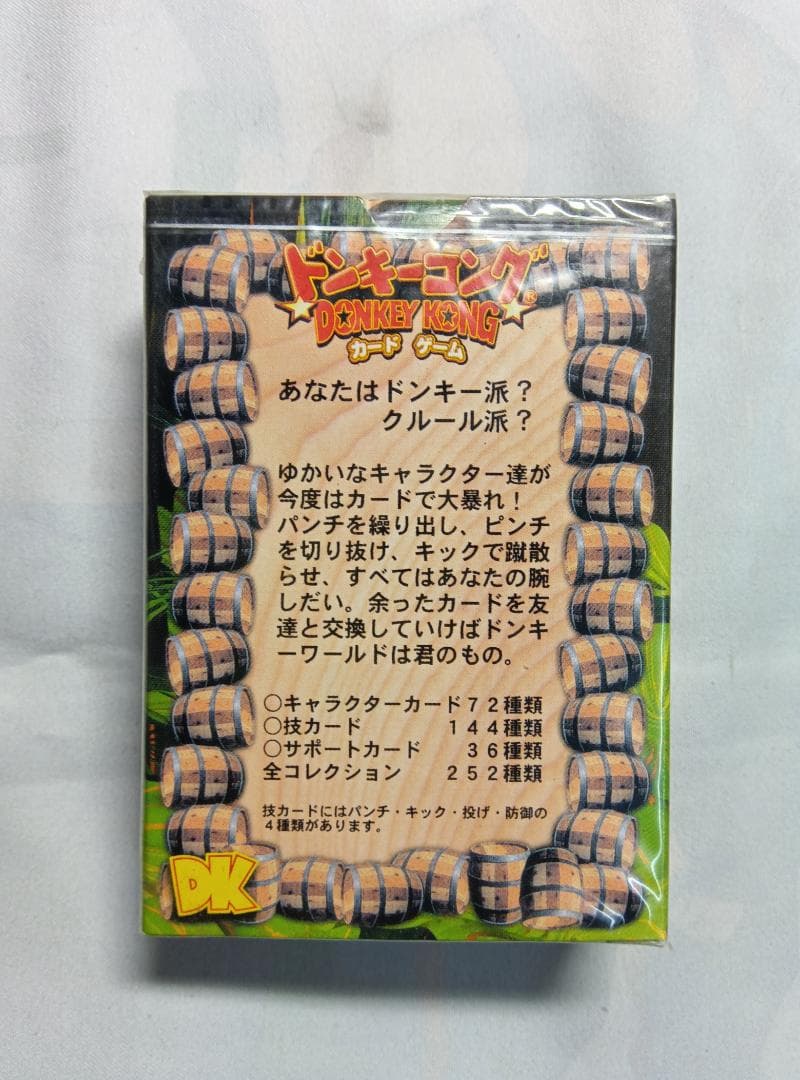 ドンキーコング®
DONKEY KONG
カード ゲーム
あなたはドンキー派？
クルール派？
ゆかいなキャラクター達が
今度はカードで大暴れ！
パンチを繰り出し、ピンチ
を切り抜け、キックで蹴散
らせ、すべてはあなたの腕
しだい。余ったカードを友
達と交換していけばドンキ
ーワールドは君のもの。
○キャラクターカード７２種類
○技カード １４４種類
○サポートカード ３６種類
全コレクション ２５２種類
技カードにはパンチ・キック・投げ・防御の
４種類があります。
DK